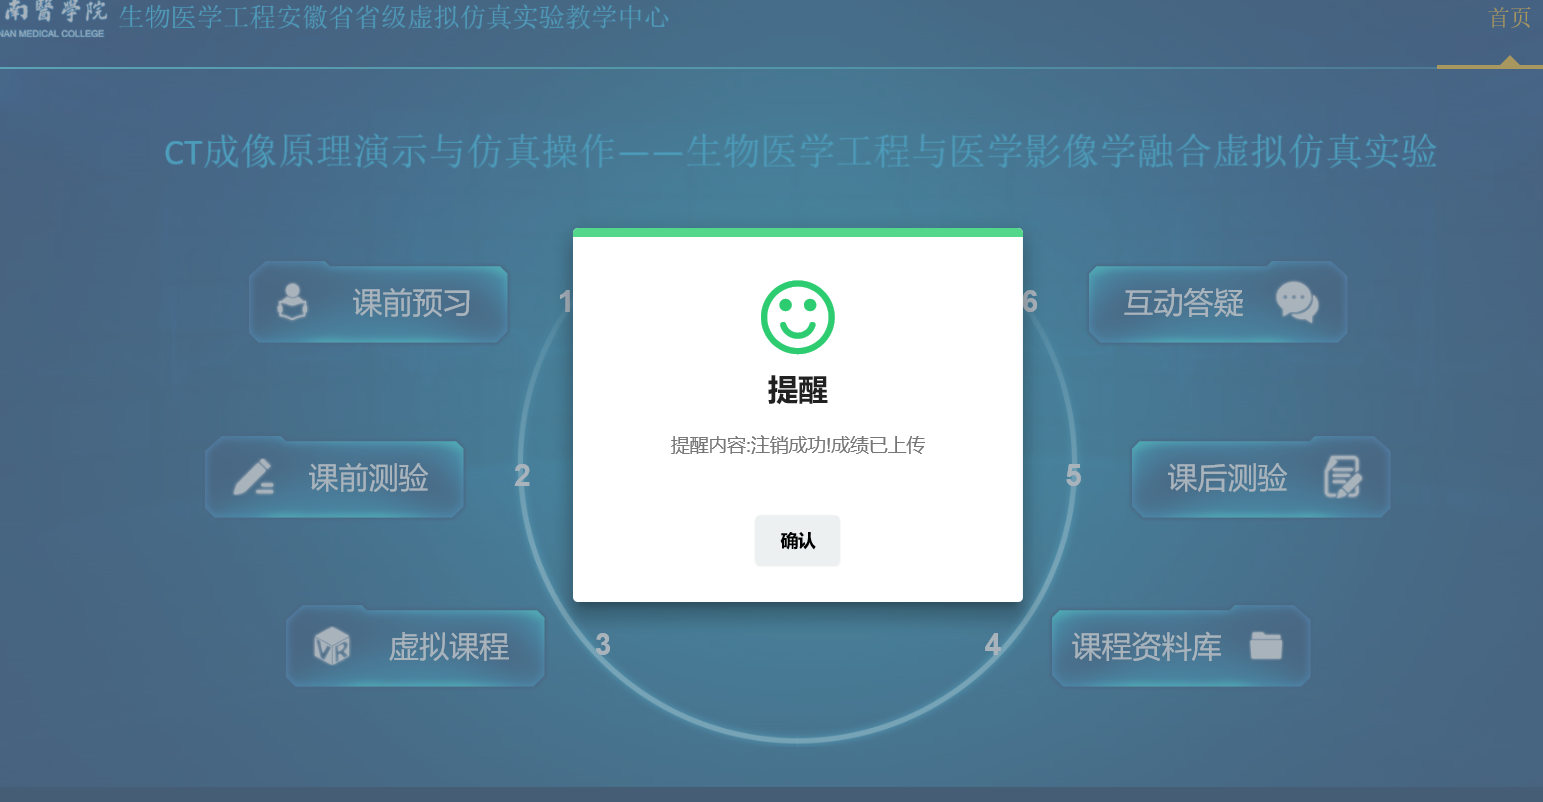 南醫學院
NAN MEDICAL COLLEGE
生物医学工程安徽省省级虚拟仿真实验教学中心
首页
CT成像原理演示与仿真操作——生物医学工程与医学影像学融合虚拟仿真实验
课前预习
1
6
互动答疑
提醒
提醒内容:注销成功!成绩已上传
课前测验
2
5
课后测验
确认
VR
虚拟课程
3
4
课程资料库